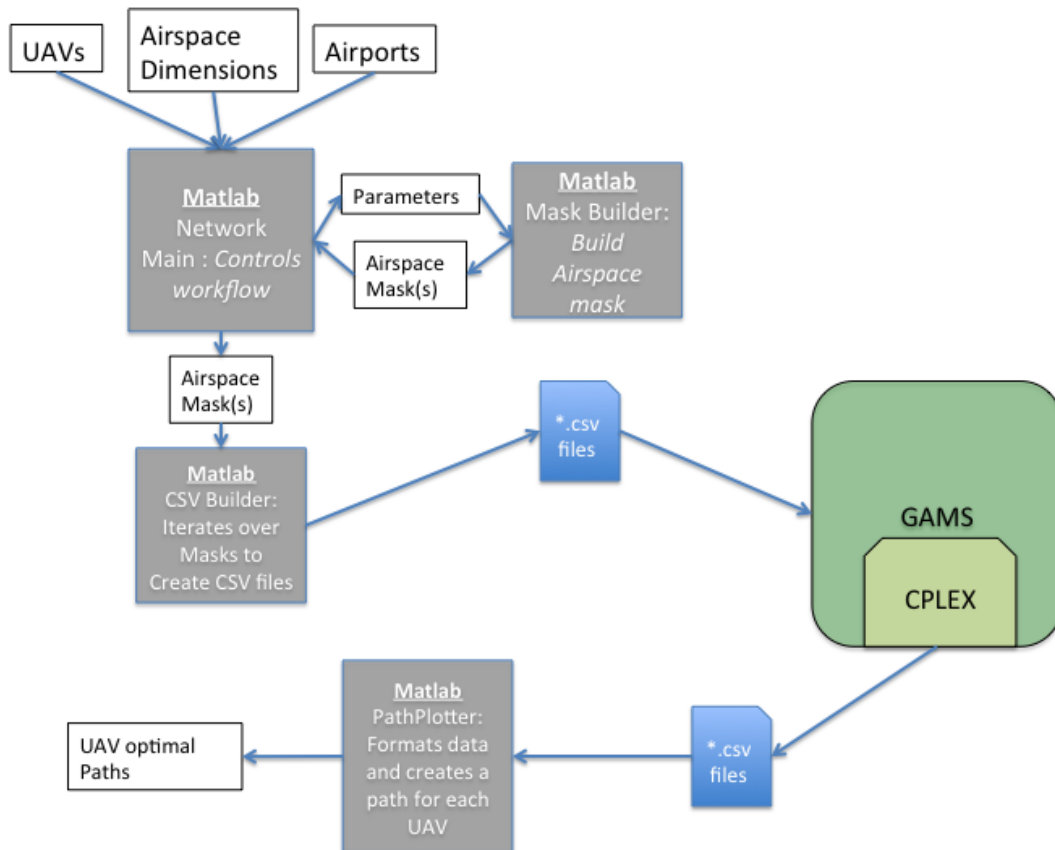 UAVs
Airspace
Dimensions
Airports
Matlab
Network
Main : Controls
workflow
Parameters
Airspace
Mask(s)
Matlab
Mask Builder:
Build
Airspace
mask
Airspace
Mask(s)
Matlab
CSV Builder:
Iterates over
Masks to
Create CSV files
*.csv
files
GAMS
CPLEX
*.csv
files
Matlab
PathPlotter:
Formats data
and creates a
path for each
UAV
UAV optimal
Paths